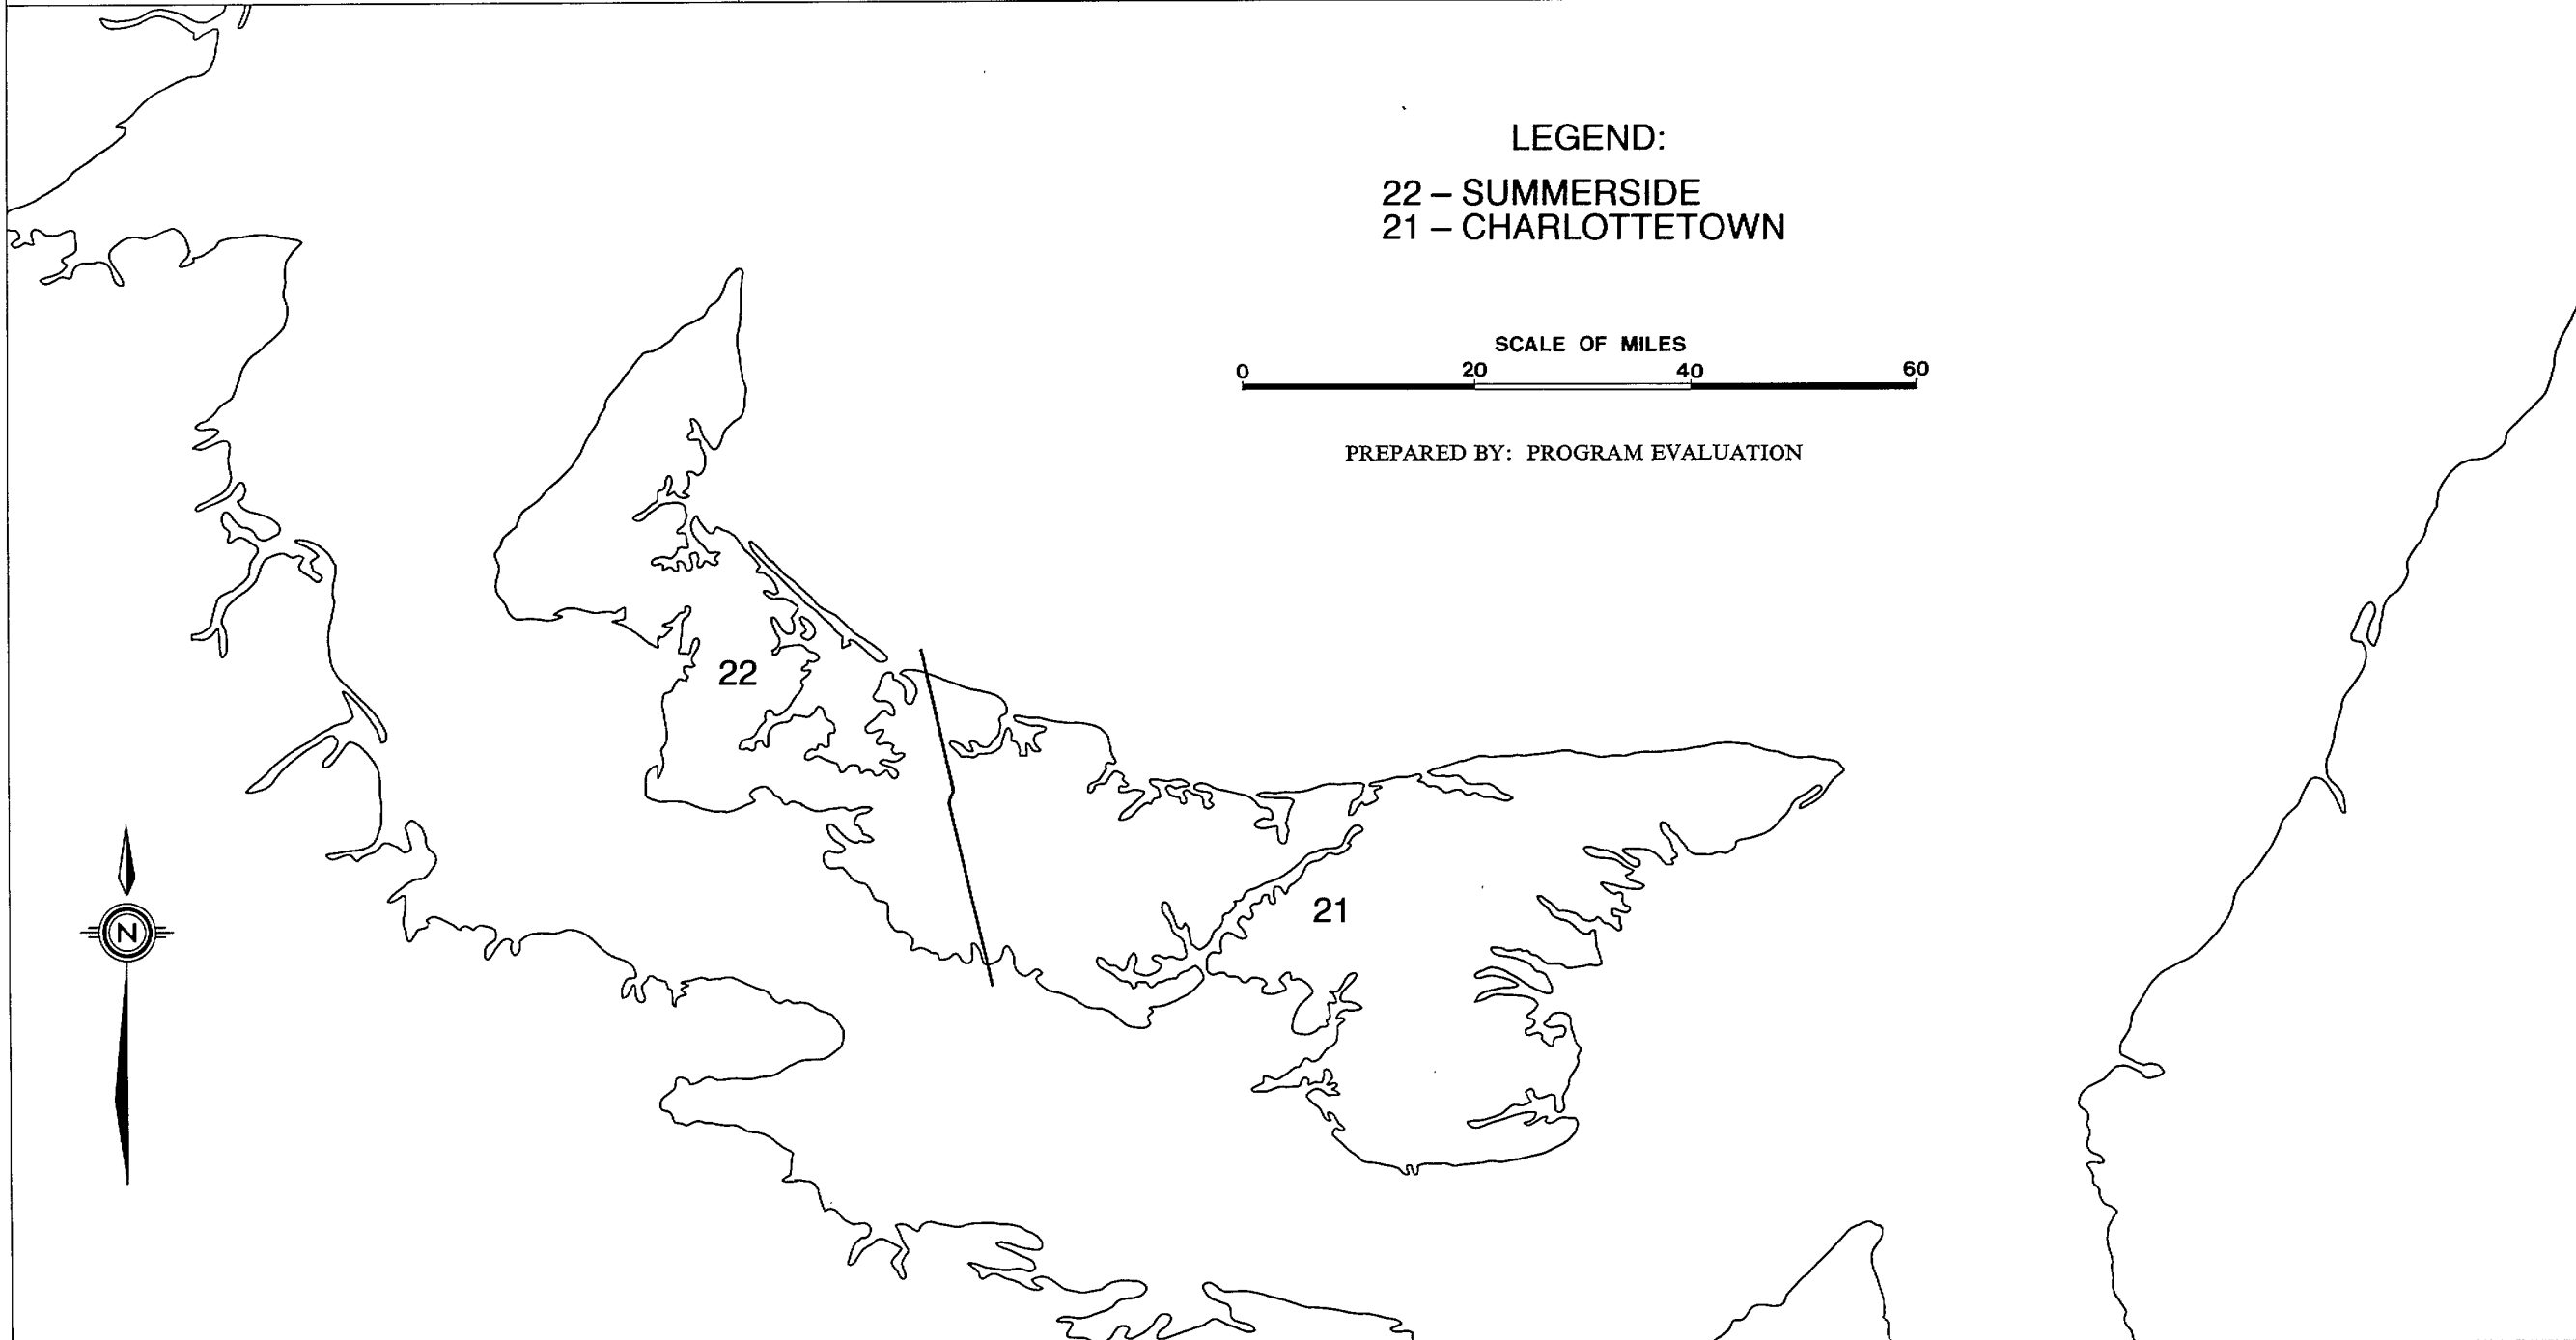 LEGEND:
22 – SUMMERSIDE
21 – CHARLOTTETOWN
SCALE OF MILES
0 20 40 60
PREPARED BY: PROGRAM EVALUATION
22
21
N